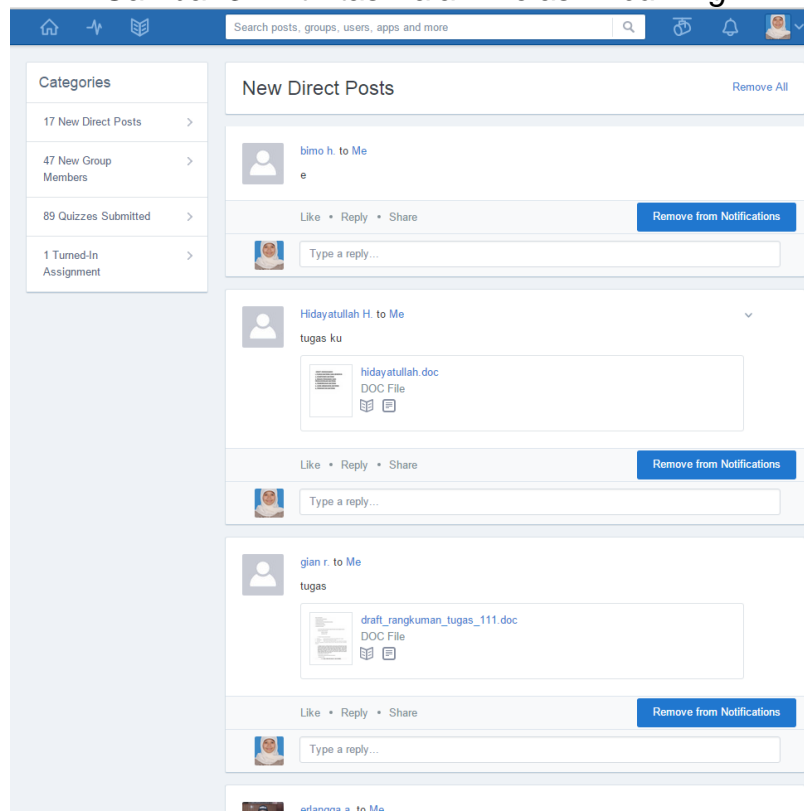 Search posts, groups, users, apps and more
Categories
17 New Direct Posts
47 New Group
Members
89 Quizzes Submitted
1 Turned-In
Assignment
New Direct Posts
Remove All
bimo h. to Me
e
Like • Reply • Share
Remove from Notifications
Type a reply...
Hidayatullah H. to Me
tugas ku
hidayatullah.doc
DOC File
Like • Reply • Share
Remove from Notifications
Type a reply...
gian r. to Me
tugas
draft_rangkuman_tugas_111.doc
DOC File
Like • Reply • Share
Remove from Notifications
Type a reply...
erlangga a. to Me